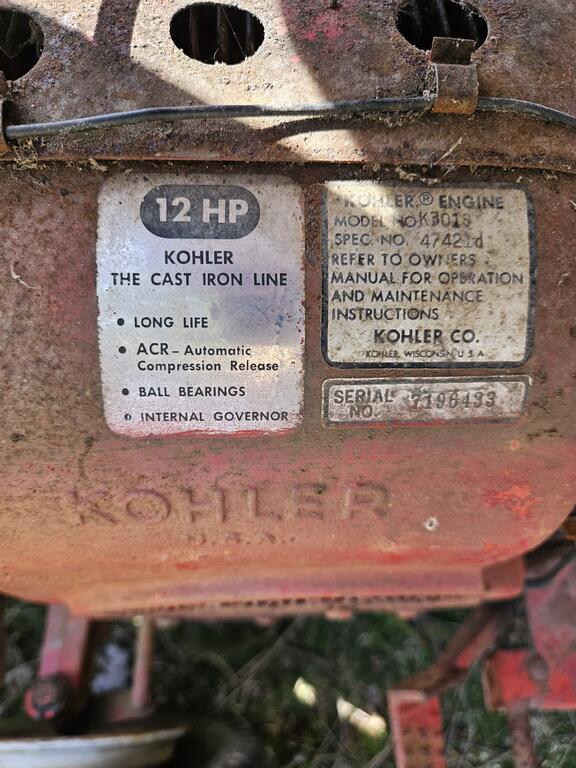 12 HP
KOHLER
THE CAST IRON LINE
• LONG LIFE
• ACR - Automatic
Compression Release
• BALL BEARINGS
• INTERNAL GOVERNOR
KOHLER® ENGINE
MODEL NO. K301S
SPEC. NO. 47421d
REFER TO OWNERS
MANUAL FOR OPERATION
AND MAINTENANCE
INSTRUCTIONS
KOHLER CO.
KOHLER, WISCONSIN U.S.A
SERIAL
NO. 7196433
KOHLER
U.S.A.